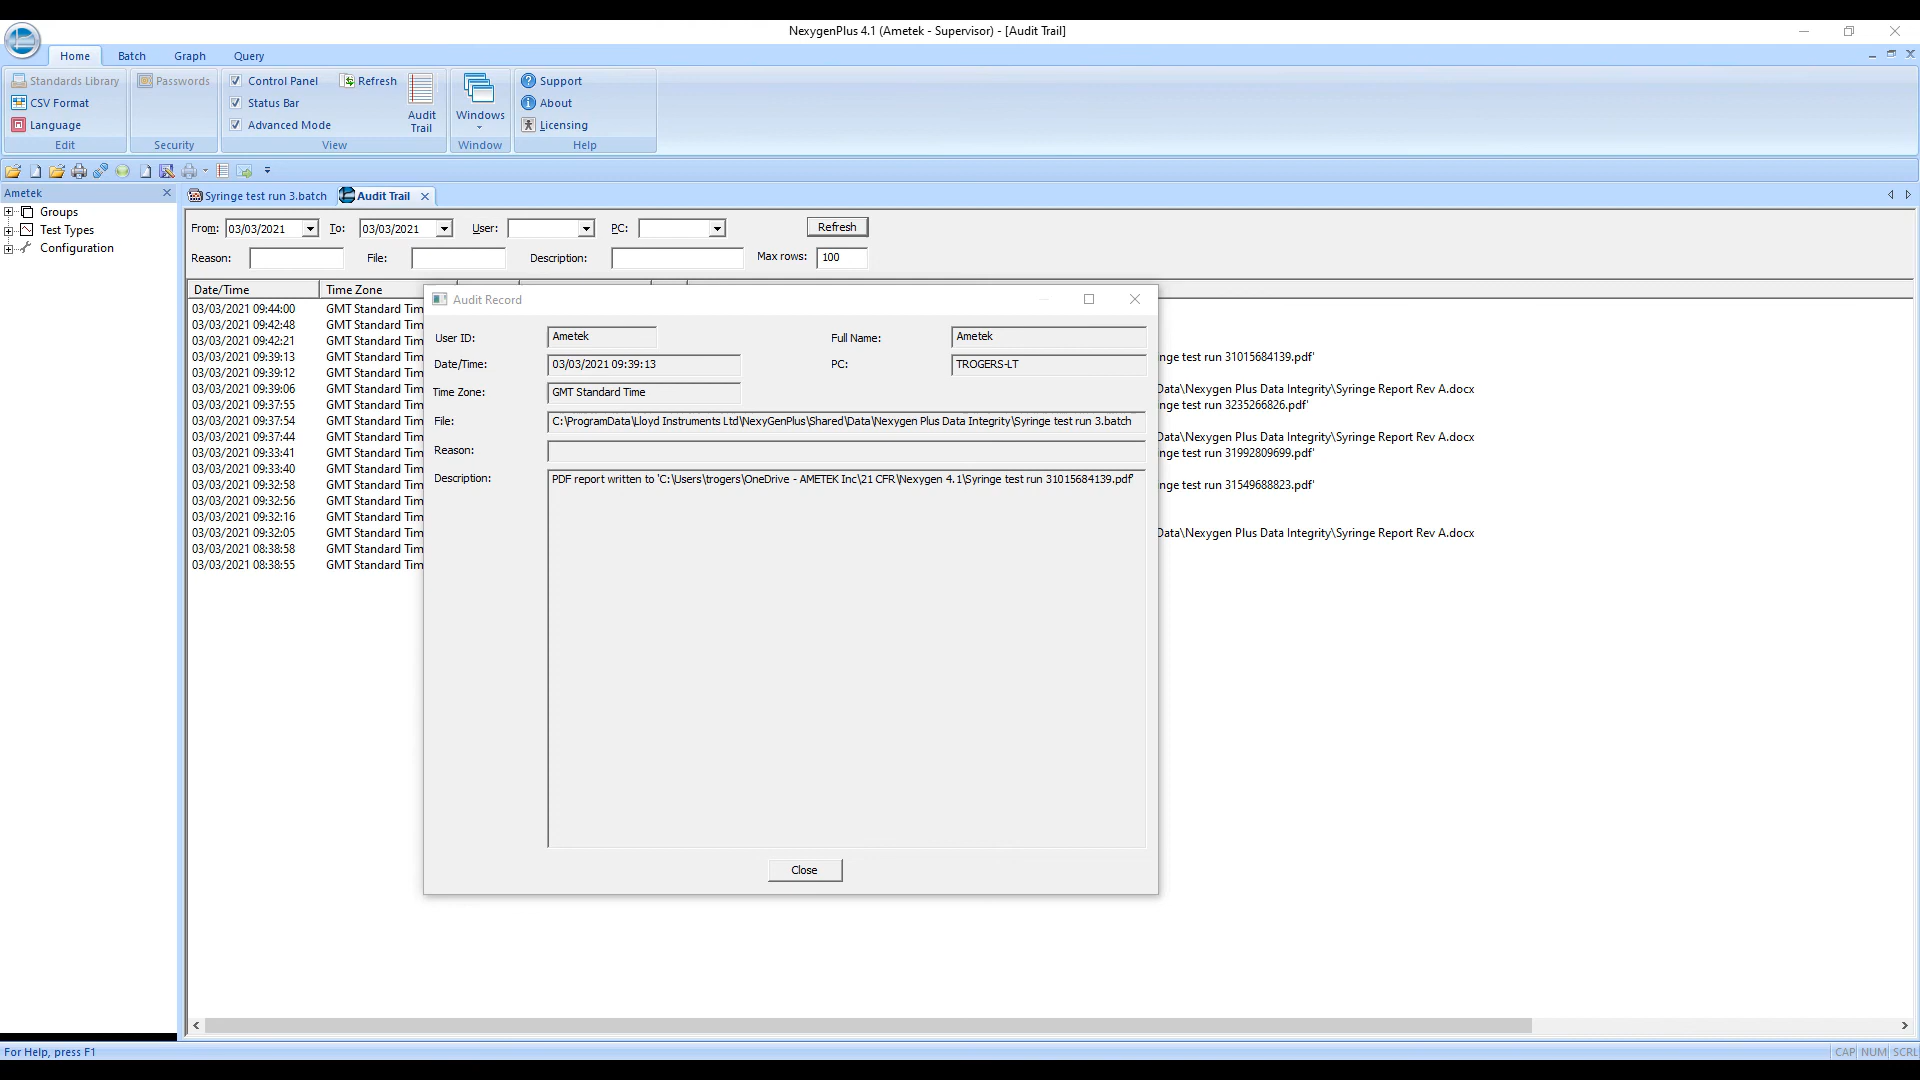 NexygenPlus 4.1 (Ametek - Supervisor) - [Audit Trail]
Home Batch Graph Query
Standards Library Passwords Control Panel Refresh Support
CSV Format Status Bar About
Language Advanced Mode Audit Trail Windows Licensing
Edit Security View Window Help
Ametek
Syringe test run 3.batch Audit Trail
Groups
Test Types
Configuration
From: 03/03/2021 To: 03/03/2021 User: PC: Refresh
Reason: File: Description: Max rows: 100
Date/Time Time Zone
03/03/2021 09:44:00 GMT Standard Tim
03/03/2021 09:42:48 GMT Standard Tim
03/03/2021 09:42:21 GMT Standard Tim
03/03/2021 09:39:13 GMT Standard Tim nge test run 31015684139.pdf'
03/03/2021 09:39:12 GMT Standard Tim
03/03/2021 09:39:06 GMT Standard Tim Data\Nexygen Plus Data Integrity\Syringe Report Rev A.docx
03/03/2021 09:37:55 GMT Standard Tim nge test run 3235266826.pdf'
03/03/2021 09:37:54 GMT Standard Tim
03/03/2021 09:37:44 GMT Standard Tim Data\Nexygen Plus Data Integrity\Syringe Report Rev A.docx
03/03/2021 09:33:41 GMT Standard Tim nge test run 31992809699.pdf'
03/03/2021 09:33:40 GMT Standard Tim
03/03/2021 09:32:58 GMT Standard Tim nge test run 31549688823.pdf'
03/03/2021 09:32:56 GMT Standard Tim
03/03/2021 09:32:16 GMT Standard Tim
03/03/2021 09:32:05 GMT Standard Tim Data\Nexygen Plus Data Integrity\Syringe Report Rev A.docx
03/03/2021 08:38:58 GMT Standard Tim
03/03/2021 08:38:55 GMT Standard Tim
Audit Record
User ID: Ametek Full Name: Ametek
Date/Time: 03/03/2021 09:39:13 PC: TROGERS-LT
Time Zone: GMT Standard Time
File: C:\ProgramData\Lloyd Instruments Ltd\NexyGenPlus\Shared\Data\Nexygen Plus Data Integrity\Syringe test run 3.batch
Reason:
Description: PDF report written to 'C:\Users\trogers\OneDrive - AMETEK Inc\21 CFR\Nexygen 4.1\Syringe test run 31015684139.pdf'
Close
For Help, press F1 CAP NUM SCRL